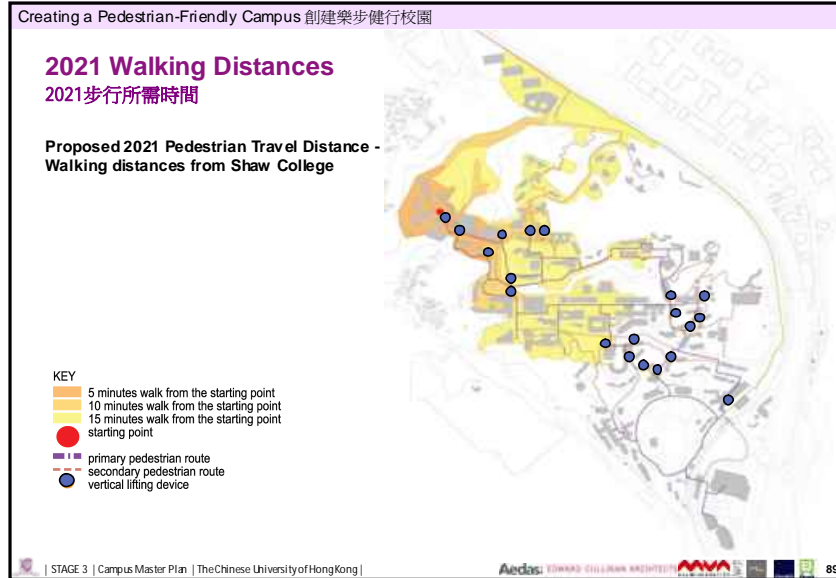 Creating a Pedestrian-Friendly Campus 創建樂步健行校園
2021 Walking Distances
2021步行所需時間
Proposed 2021 Pedestrian Travel Distance -
Walking distances from Shaw College
KEY
5 minutes walk from the starting point
10 minutes walk from the starting point
15 minutes walk from the starting point
starting point
primary pedestrian route
secondary pedestrian route
vertical lifting device
| STAGE 3 | Campus Master Plan | The Chinese University of Hong Kong | Aedas EDWARD CULLINAN ARCHITECTS MVA 89